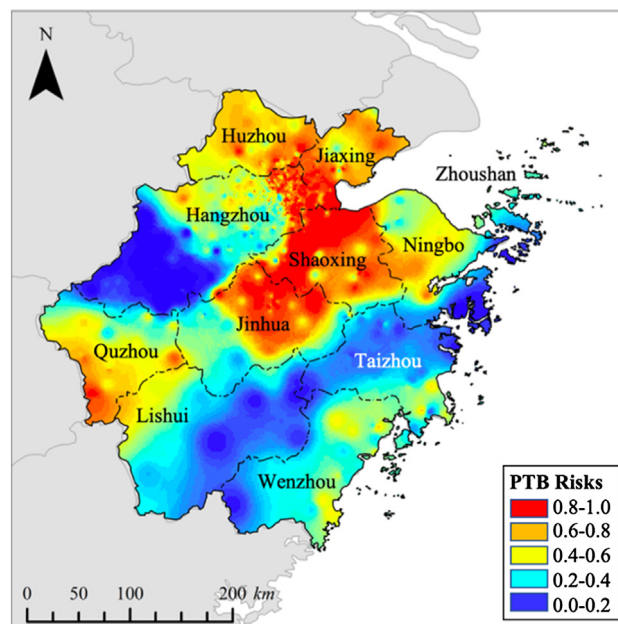 N
Huzhou
Jiaxing
Zhoushan
Hangzhou
Ningbo
Shaoxing
Jinhua
Quzhou
Taizhou
Lishui
Wenzhou
PTB Risks
0.8-1.0
0.6-0.8
0.4-0.6
0.2-0.4
0.0-0.2
0 50 100 200 km